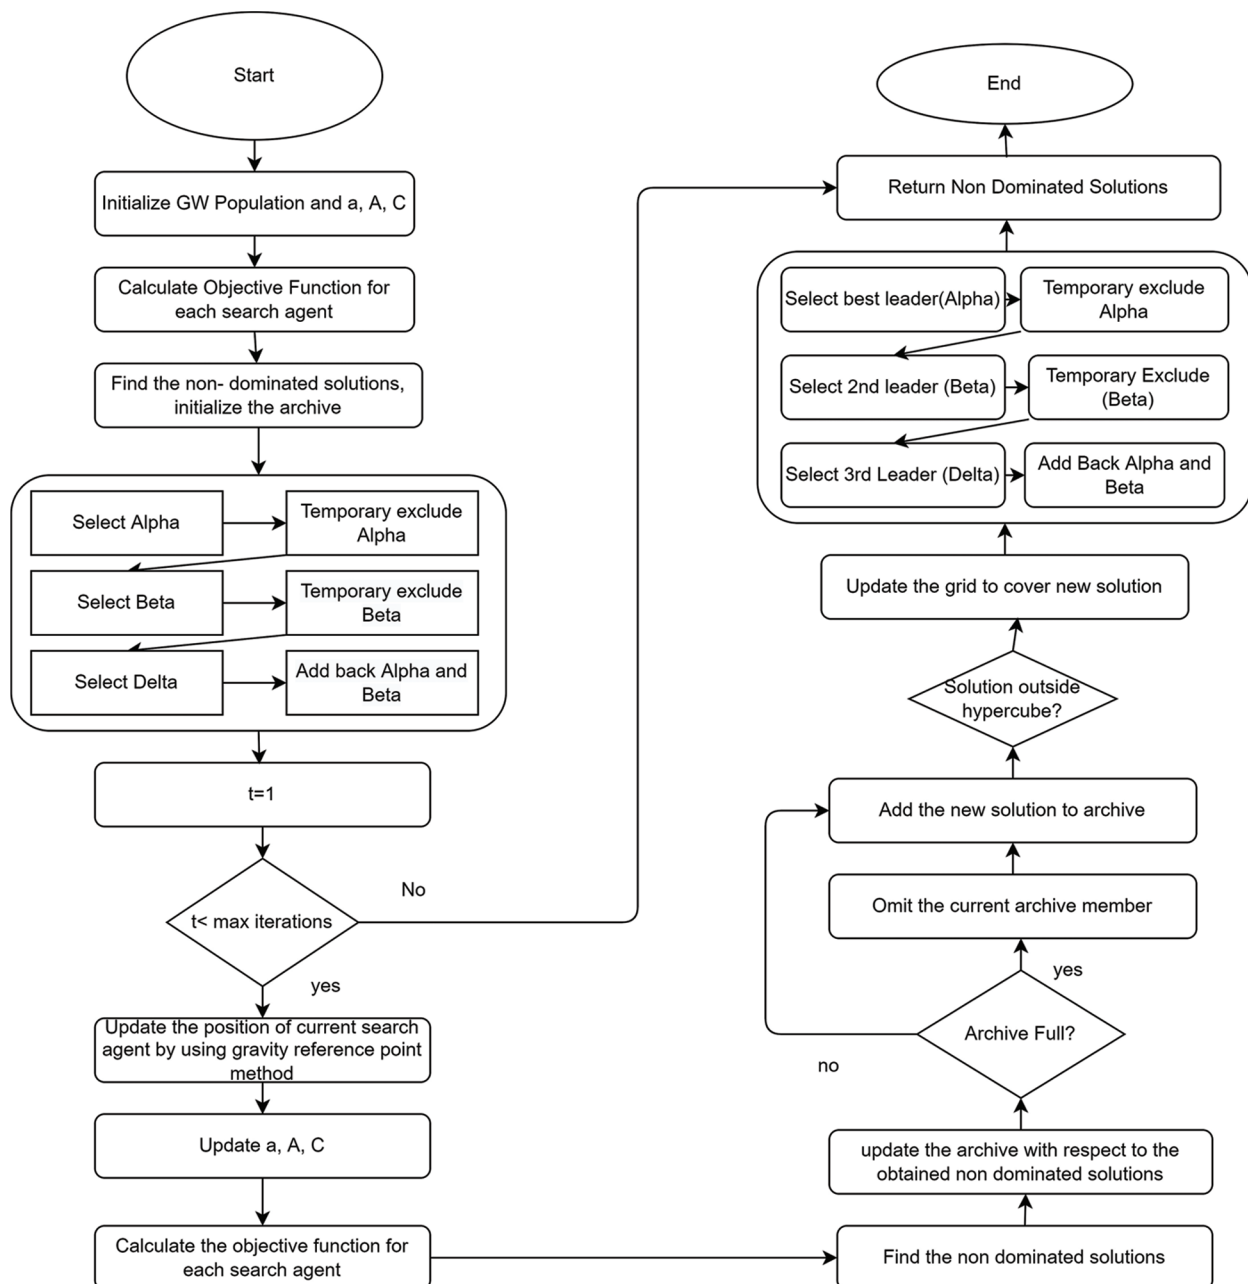 Start
Initialize GW Population and a, A, C
Calculate Objective Function for
each search agent
Find the non- dominated solutions,
initialize the archive
Select Alpha
Temporary exclude
Alpha
Select Beta
Temporary exclude
Beta
Select Delta
Add back Alpha and
Beta
t=1
t< max iterations
No
yes
Update the position of current search
agent by using gravity reference point
method
Update a, A, C
Calculate the objective function for
each search agent
Find the non dominated solutions
update the archive with respect to the
obtained non dominated solutions
Archive Full?
no
yes
Omit the current archive member
Add the new solution to archive
Solution outside
hypercube?
Update the grid to cover new solution
Select best leader(Alpha)
Temporary exclude
Alpha
Select 2nd leader (Beta)
Temporary Exclude
(Beta)
Select 3rd Leader (Delta)
Add Back Alpha and
Beta
Return Non Dominated Solutions
End